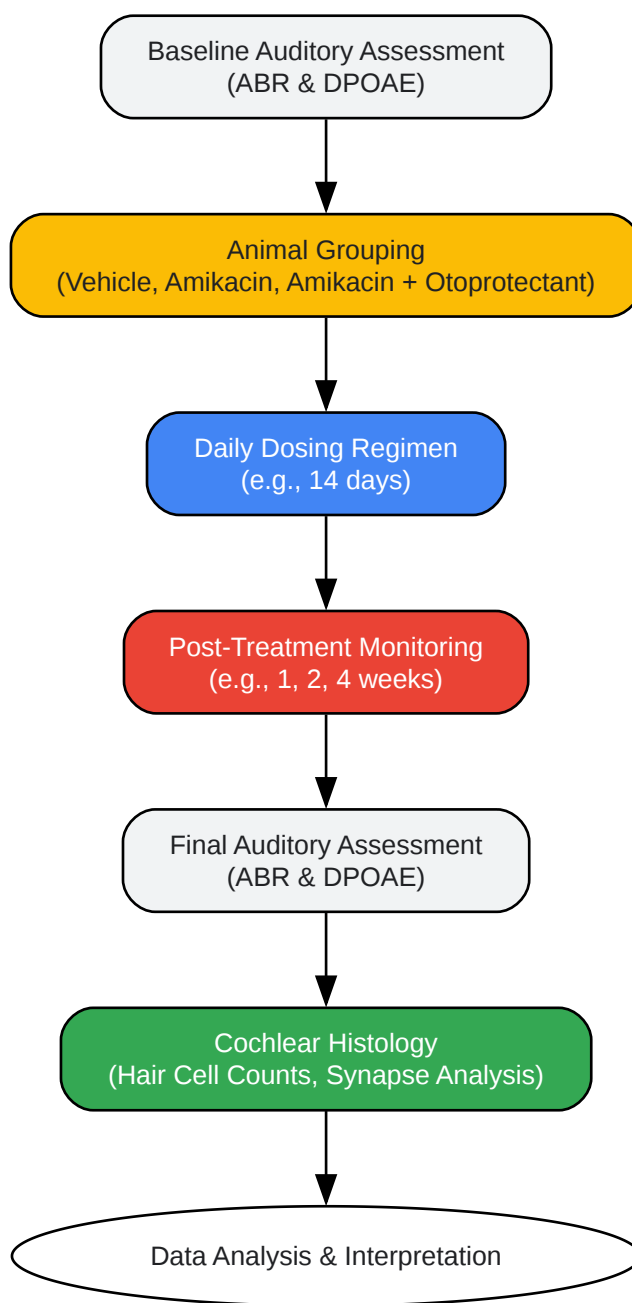 Baseline Auditory Assessment
(ABR & DPOAE)
Animal Grouping
(Vehicle, Amikacin, Amikacin + Otoprotectant)
Daily Dosing Regimen
(e.g., 14 days)
Post-Treatment Monitoring
(e.g., 1, 2, 4 weeks)
Final Auditory Assessment
(ABR & DPOAE)
Cochlear Histology
(Hair Cell Counts, Synapse Analysis)
Data Analysis & Interpretation